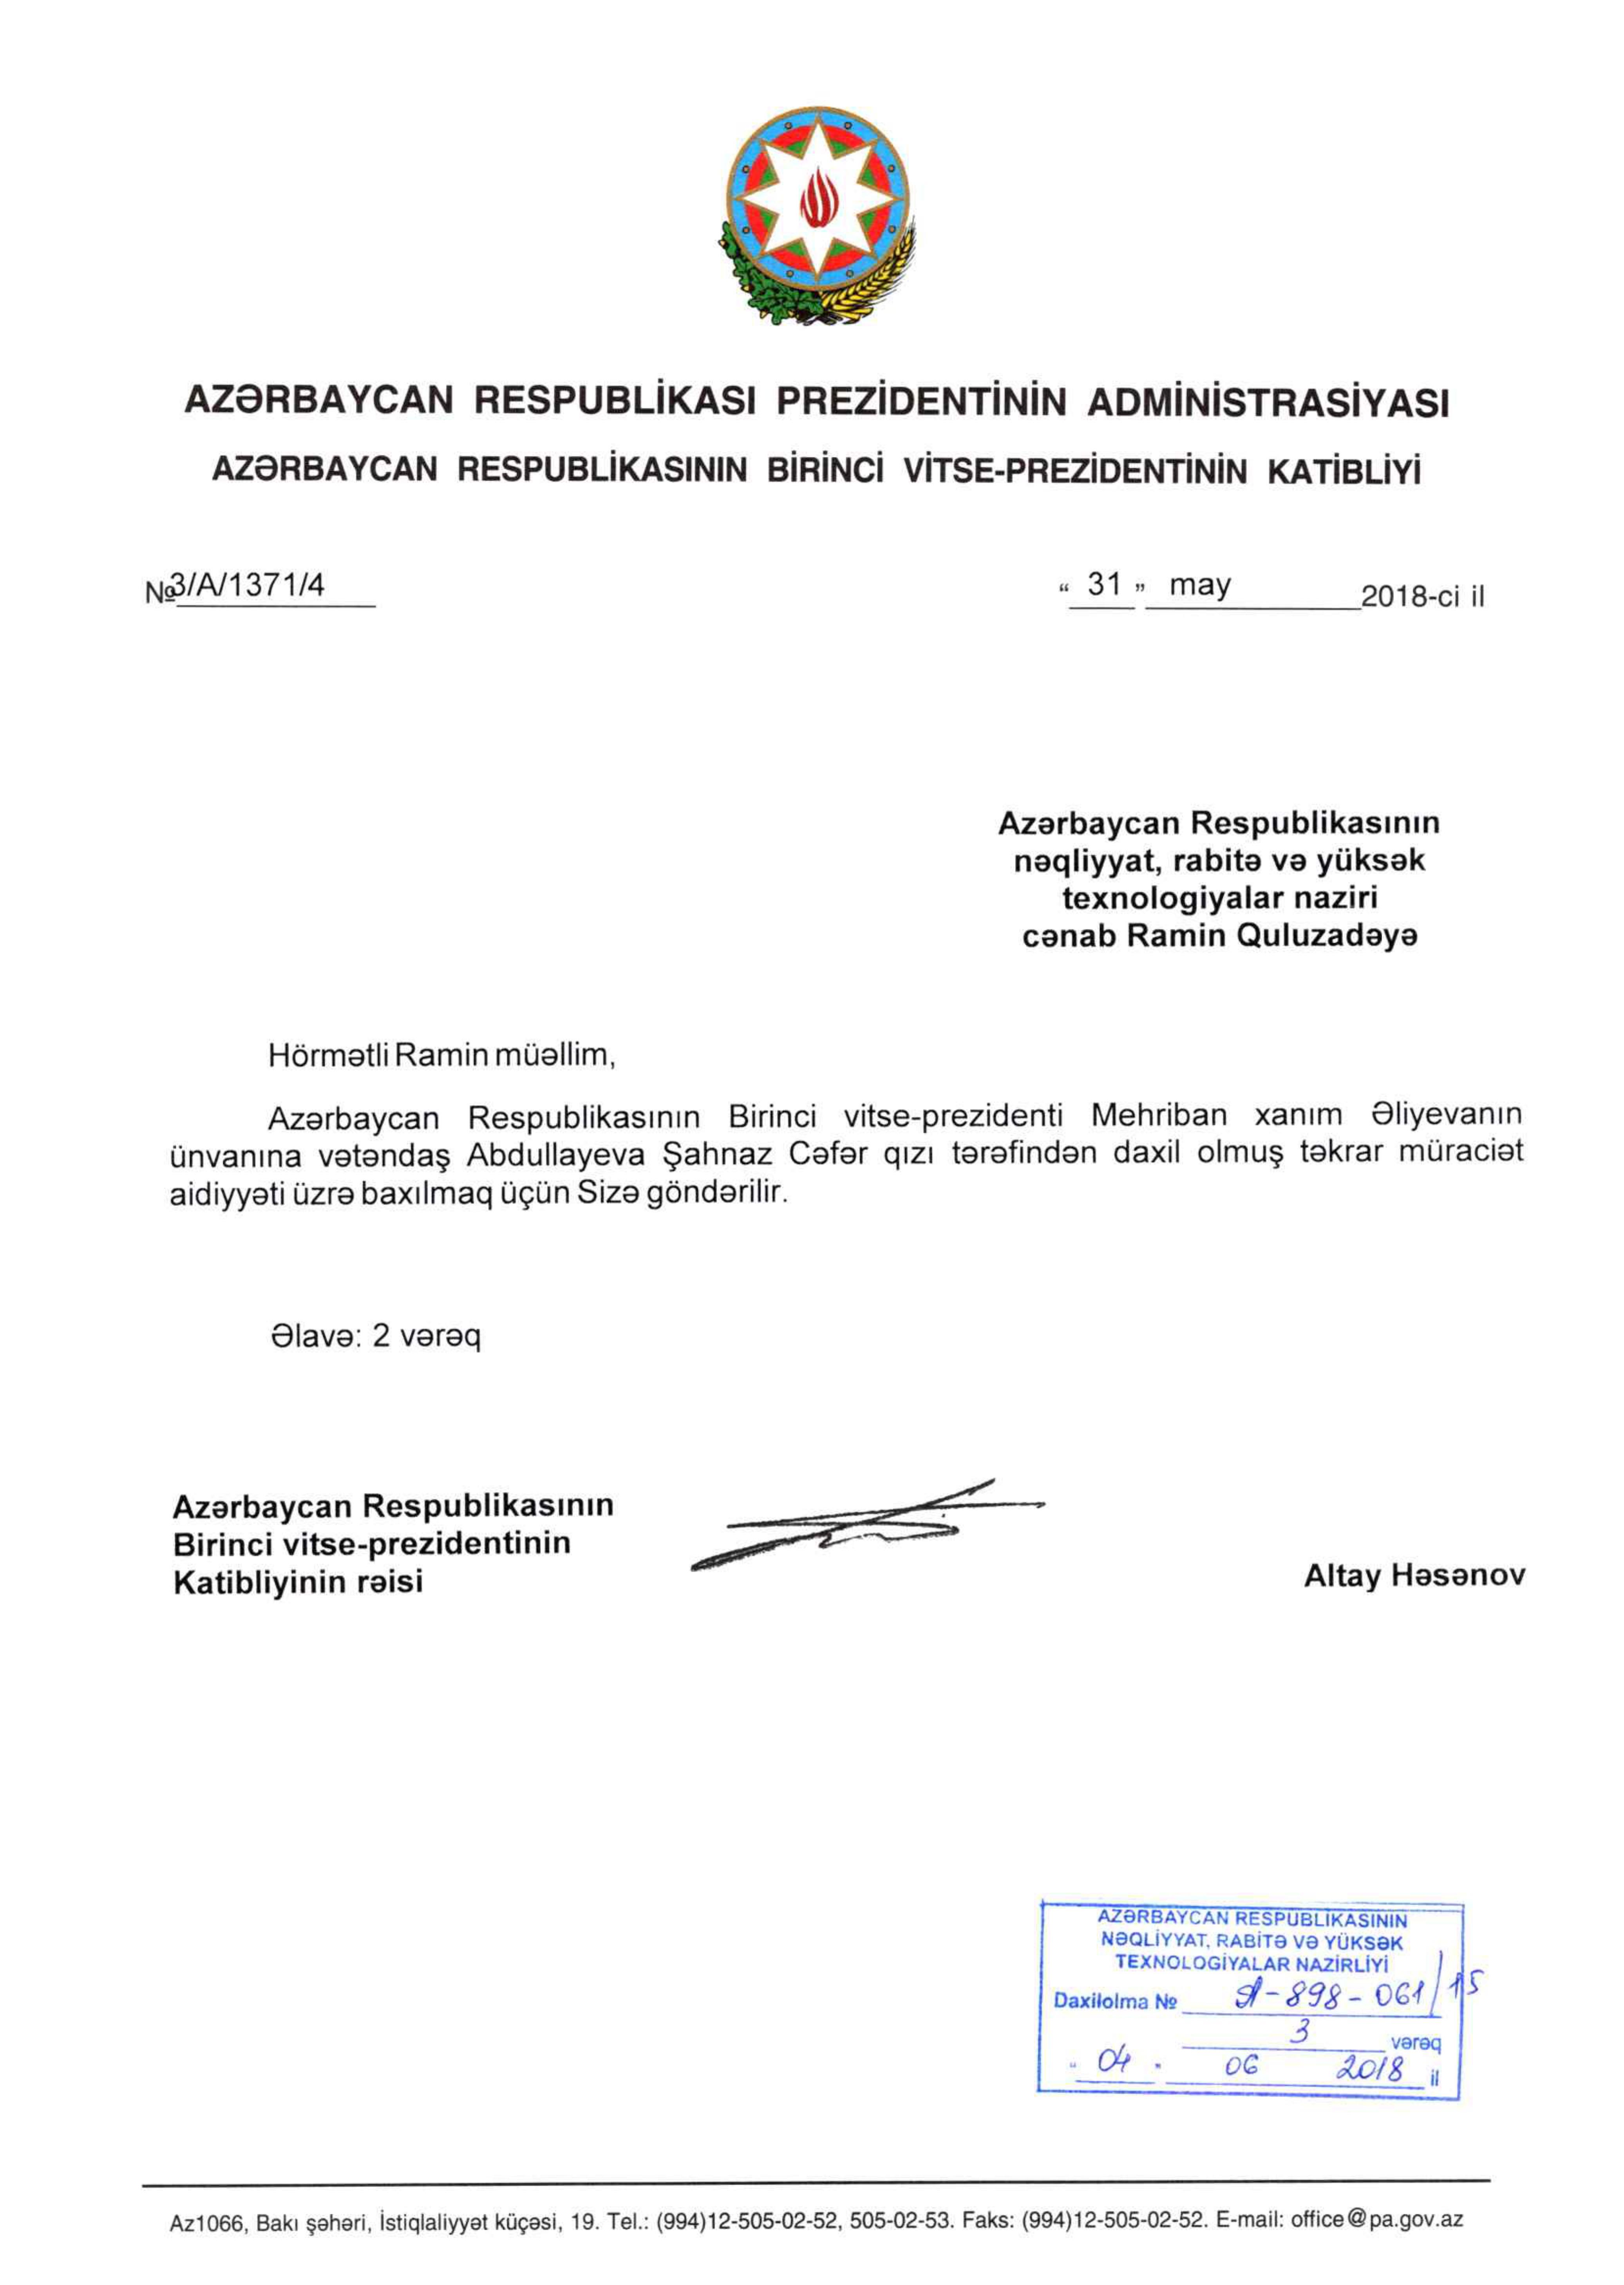 AZƏRBAYCAN RESPUBLİKASI PREZİDENTİNİN ADMİNİSTRASİYASI
AZƏRBAYCAN RESPUBLİKASININ BİRİNCİ VİTSE-PREZİDENTİNİN KATİBLİYİ
№3/A/1371/4 “ 31 ” may 2018-ci il
Azərbaycan Respublikasının
nəqliyyat, rabitə və yüksək
texnologiyalar naziri
cənab Ramin Quluzadəyə
Hörmətli Ramin müəllim,
Azərbaycan Respublikasının Birinci vitse-prezidenti Mehriban xanım Əliyevanın
ünvanına vətəndaş Abdullayeva Şahnaz Cəfər qızı tərəfindən daxil olmuş təkrar müraciət
aidiyyəti üzrə baxılmaq üçün Sizə göndərilir.
Əlavə: 2 vərəq
Azərbaycan Respublikasının
Birinci vitse-prezidentinin
Katibliyinin rəisi
Altay Həsənov
AZƏRBAYCAN RESPUBLİKASININ
NƏQLİYYAT, RABİTƏ VƏ YÜKSƏK
TEXNOLOGİYALAR NAZİRLİYİ
Daxilolma № A-898-061/15
3 vərəq
“ 04 ” 06 2018 il
Az1066, Bakı şəhəri, İstiqlaliyyət küçəsi, 19. Tel.: (994)12-505-02-52, 505-02-53. Faks: (994)12-505-02-52. E-mail: office@pa.gov.az